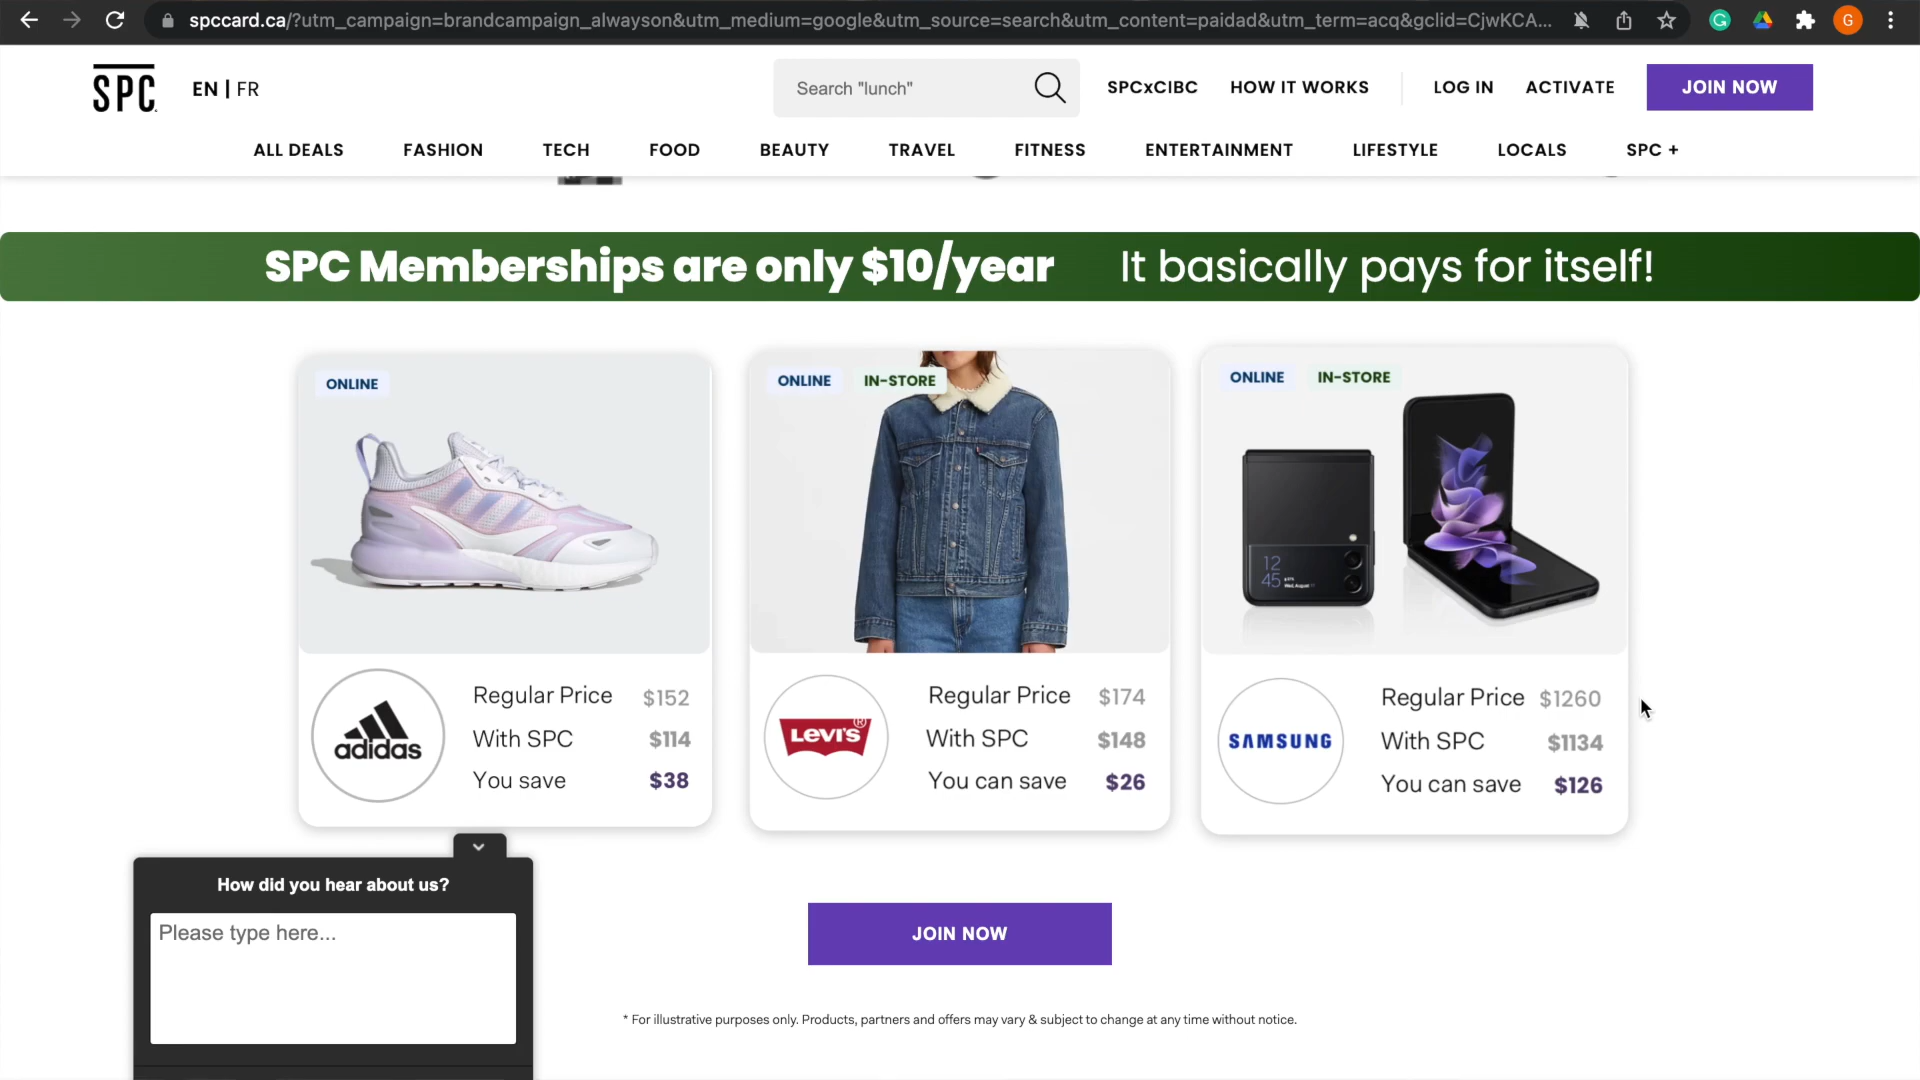 spccard.ca/?utm_campaign=brandcampaign_alwayson&utm_medium=google&utm_source=search&utm_content=paidad&utm_term=acq&gclid=CjwKCA...
G
SPC
EN | FR
Search "lunch"
SPCxCIBC
HOW IT WORKS
LOG IN
ACTIVATE
JOIN NOW
ALL DEALS
FASHION
TECH
FOOD
BEAUTY
TRAVEL
FITNESS
ENTERTAINMENT
LIFESTYLE
LOCALS
SPC +
SPC Memberships are only $10/year It basically pays for itself!
ONLINE
adidas
Regular Price $152
With SPC $114
You save $38
ONLINE IN-STORE
LEVI'S®
Regular Price $174
With SPC $148
You can save $26
ONLINE IN-STORE
12
45
SAMSUNG
Regular Price $1260
With SPC $1134
You can save $126
How did you hear about us?
Please type here...
JOIN NOW
* For illustrative purposes only. Products, partners and offers may vary & subject to change at any time without notice.